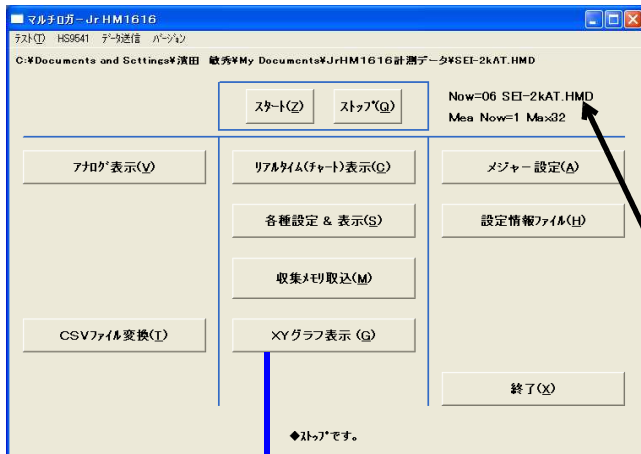 マルチロガーJr HM1616
テスト(T) HS9541 データ送信 バージョン
C:¥Documents and Settings¥濱田 敏秀¥My Documents¥JrHM1616計測データ¥SEI-2kAT.HMD
スタート(Z) ストップ(Q)
Now=06 SEI-2kAT.HMD
Mea Now=1 Max32
アナログ表示(V) リアルタイム(チャート)表示(C) メジャー設定(A)
各種設定 & 表示(S) 設定情報ファイル(H)
収集メモリ取込(M)
CSVファイル変換(T) XYグラフ表示 (G)
終了(X)
◆ストップです。